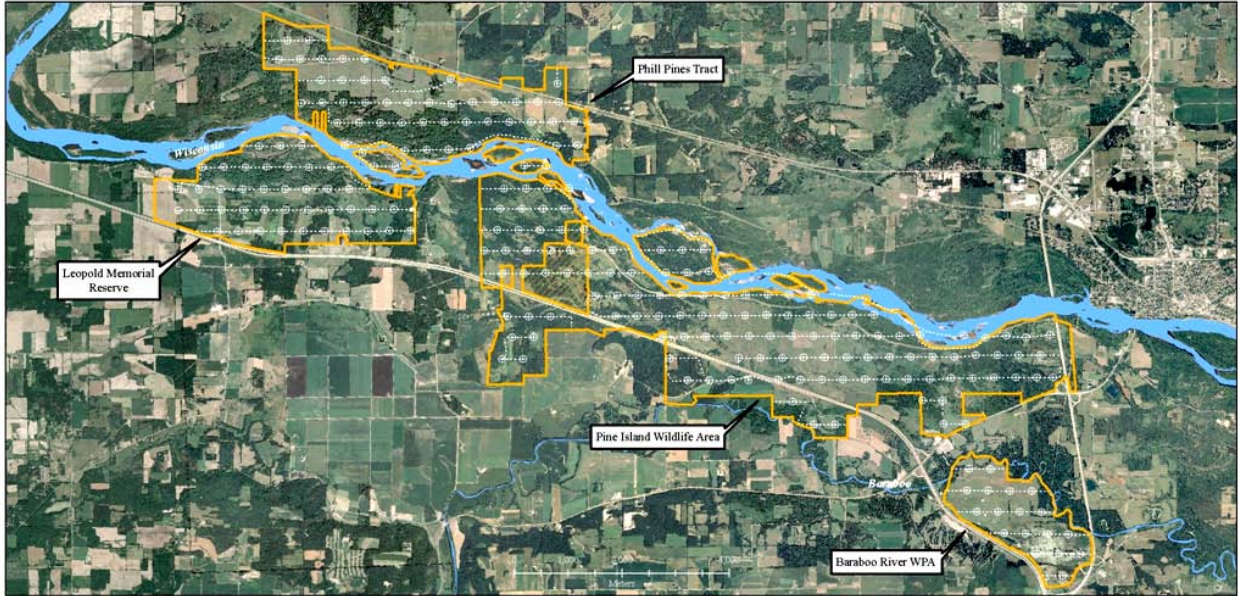 Phill Pines Tract
Wisconsin
Leopold Memorial
Reserve
Pine Island Wildlife Area
Baraboo
Baraboo River WPA
Meters